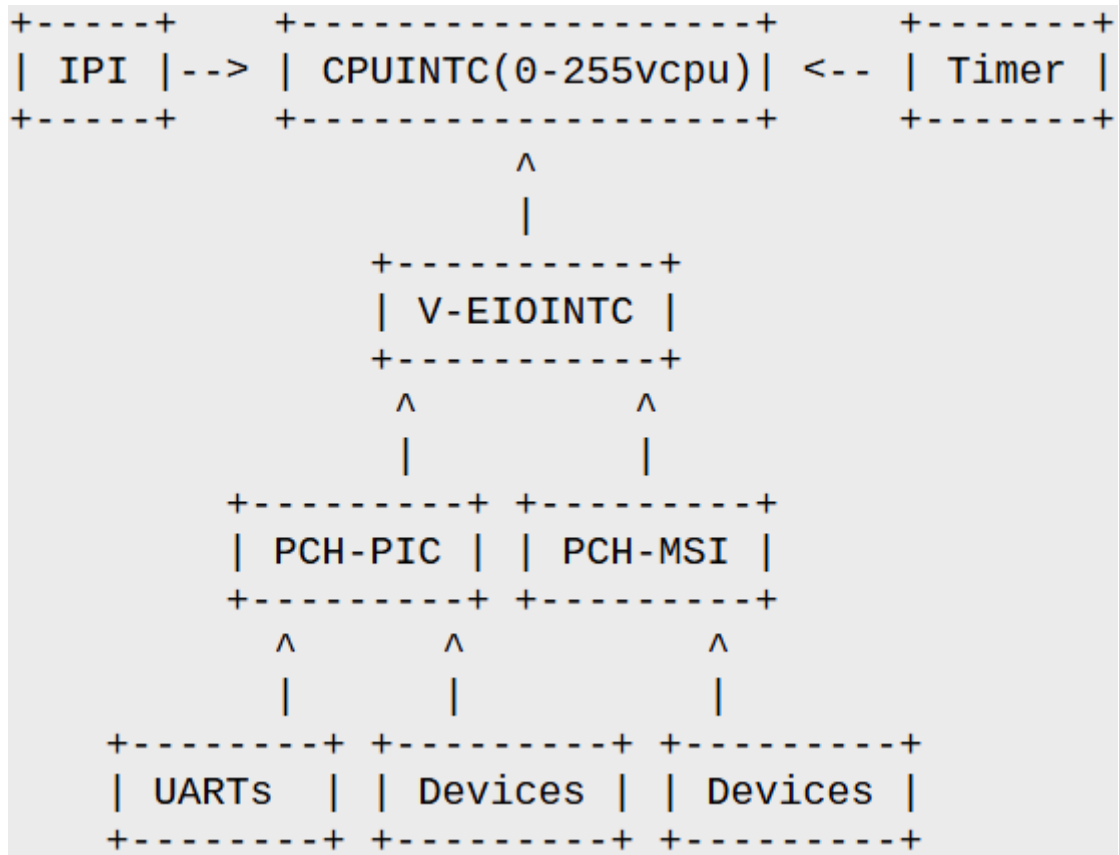 +-----+    +-------------------+     +-------+
| IPI |--> | CPUINTC(0-255vcpu)| <-- | Timer |
+-----+    +-------------------+     +-------+
                     ^
                     |
               +-----------+
               | V-EIOINTC |
               +-----------+
                ^         ^
                |         |
         +---------+ +---------+
         | PCH-PIC | | PCH-MSI |
         +---------+ +---------+
           ^      ^          ^
           |      |          |
    +--------+ +---------+ +---------+
    | UARTs  | | Devices | | Devices |
    +--------+ +---------+ +---------+